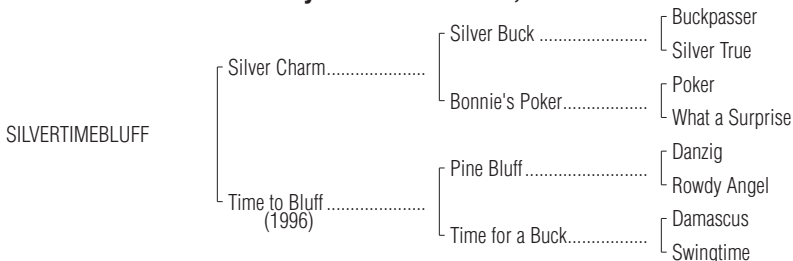 Buckpasser
Silver Buck ........................
Silver True
Silver Charm......................
Poker
Bonnie's Poker...................
What a Surprise
SILVERTIMEBLUFF
Danzig
Pine Bluff...........................
Rowdy Angel
Time to Bluff ......................
(1996)
Damascus
Time for a Buck..................
Swingtime